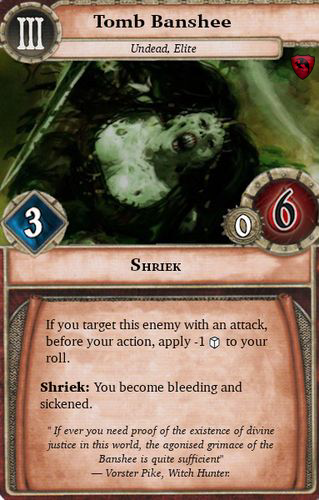 III
Tomb Banshee
Undead, Elite
3
0
6
SHRIEK
If you target this enemy with an attack,
before your action, apply -1 to your
roll.
Shriek: You become bleeding and
sickened.
" If ever you need proof of the existence of divine
justice in this world, the agonised grimace of the
Banshee is quite sufficient"
— Vorster Pike, Witch Hunter.